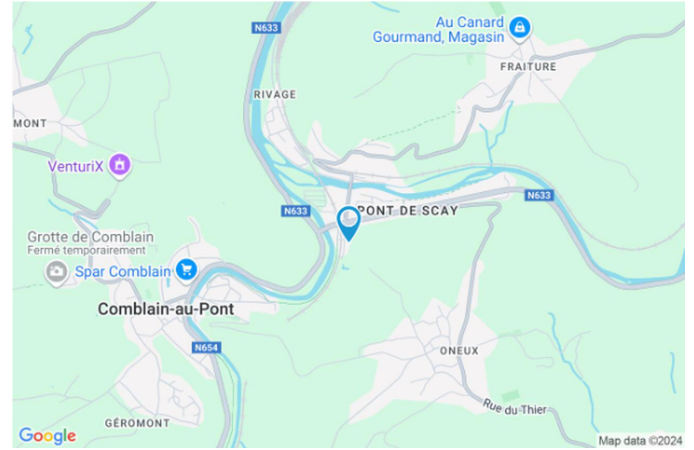 N633
Au Canard
Gourmand, Magasin
FRAITURE
RIVAGE
MONT
VenturiX
N633
N633
PONT DE SCAY
Grotte de Comblain
Fermé temporairement
Spar Comblain
Comblain-au-Pont
N654
ONEUX
Rue du Thier
GÉROMONT
Google
Map data ©2024